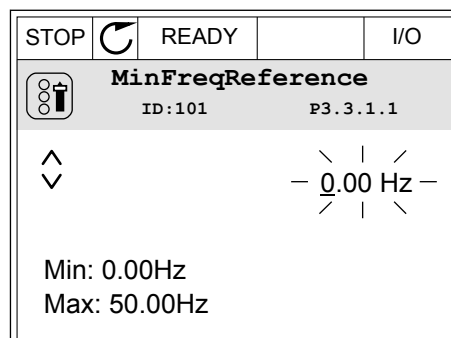 STOP READY I/O
MinFreqReference
ID:101 P3.3.1.1
0.00 Hz
Min: 0.00Hz
Max: 50.00Hz